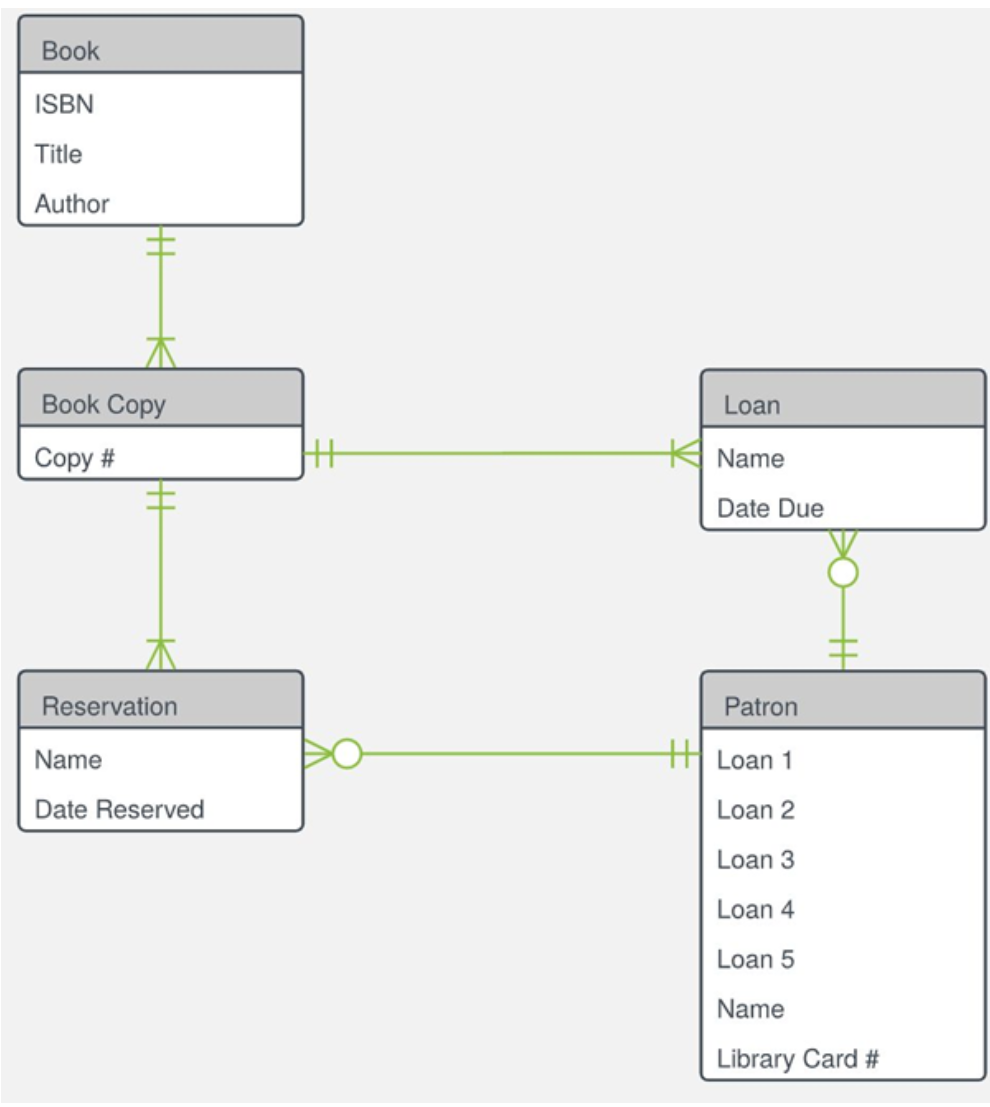 Book
ISBN
Title
Author
Book Copy
Copy #
Loan
Name
Date Due
Reservation
Name
Date Reserved
Patron
Loan 1
Loan 2
Loan 3
Loan 4
Loan 5
Name
Library Card #